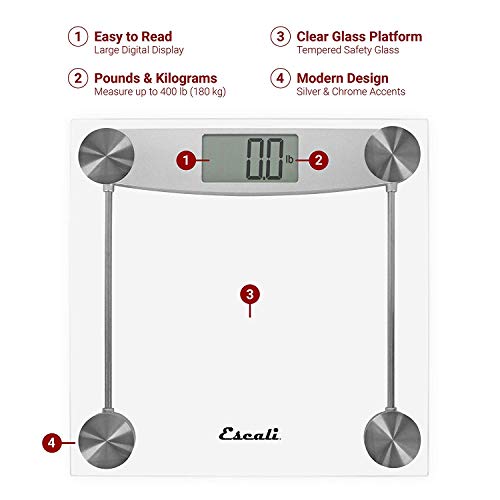 1 Easy to Read
Large Digital Display
2 Pounds & Kilograms
Measure up to 400 lb (180 kg)
3 Clear Glass Platform
Tempered Safety Glass
4 Modern Design
Silver & Chrome Accents
1 0.0 lb 2
3
4
Escali